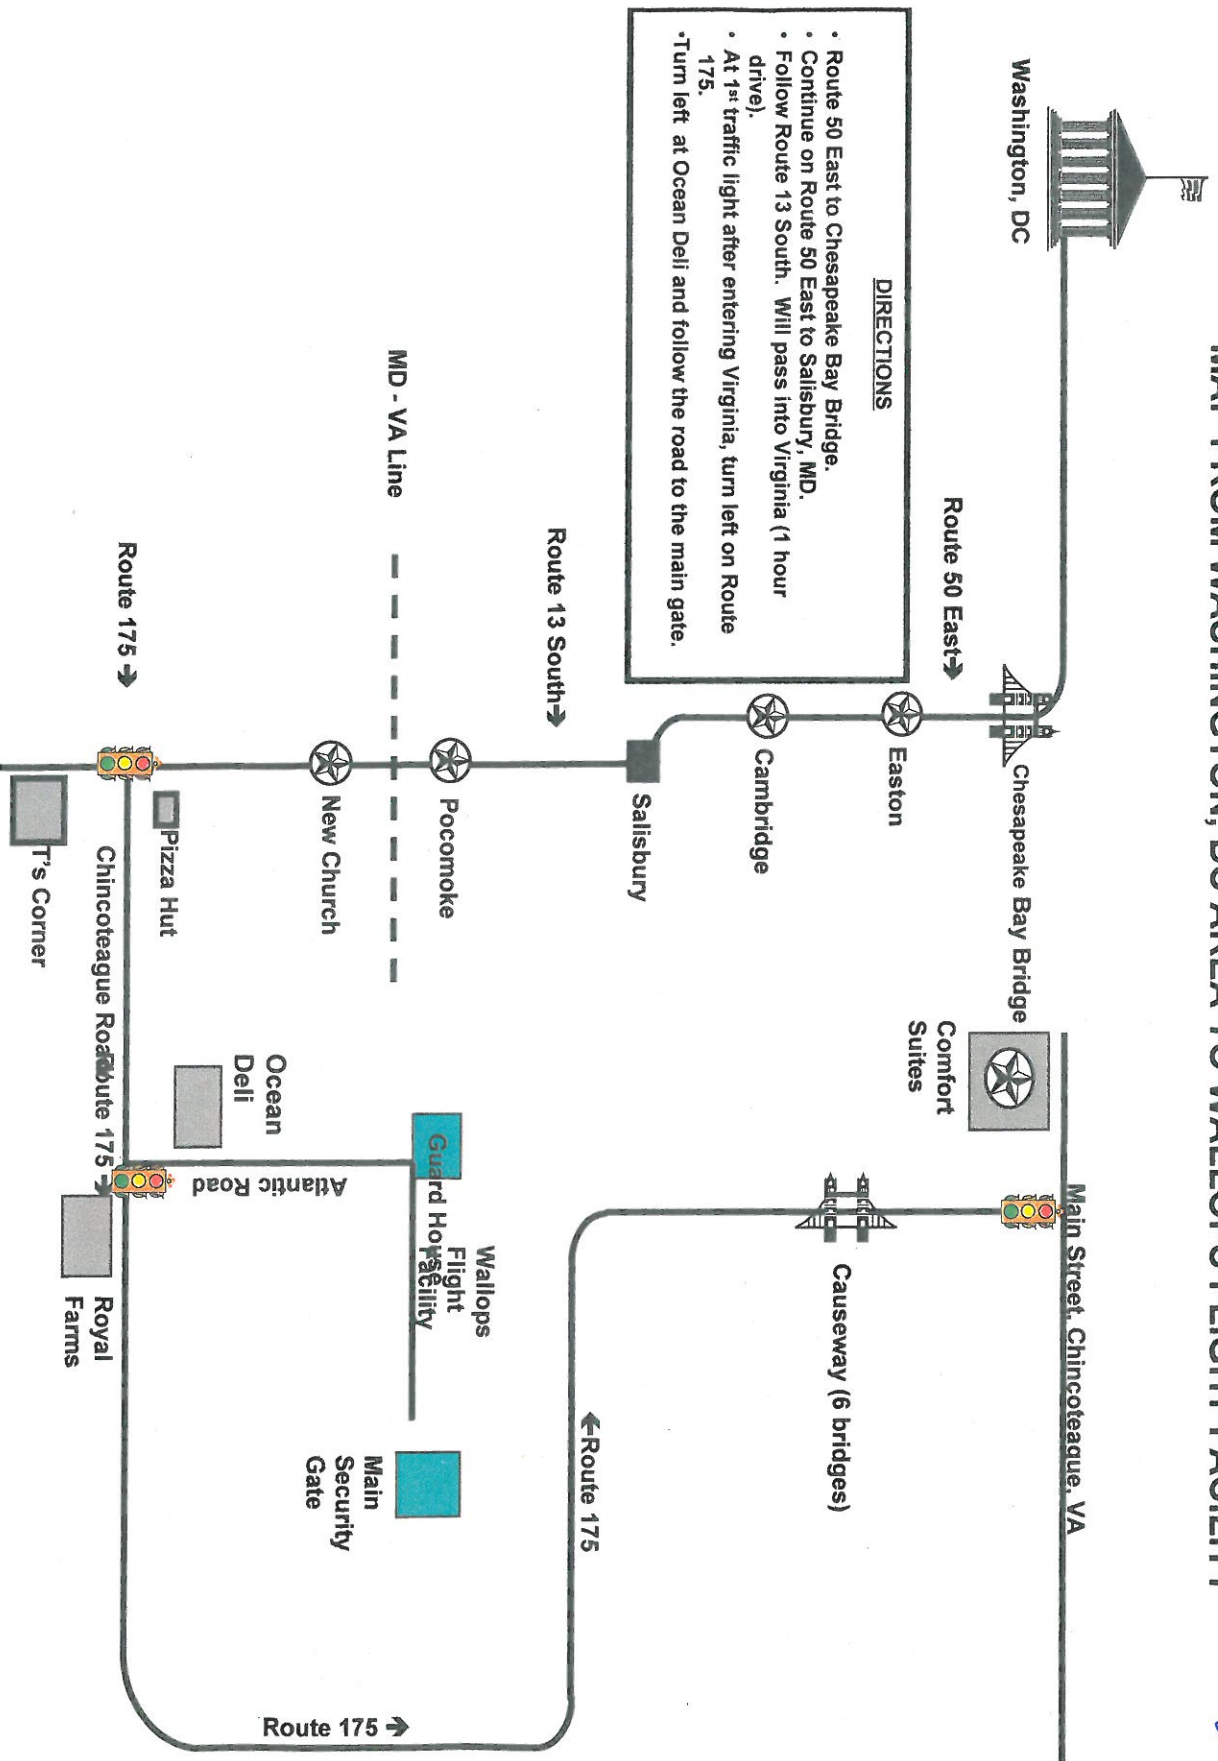 MAP FROM WASHINGTON, DC AREA TO WALLOPS FLIGHT FACILITY
Washington, DC
Route 50 East→
Chesapeake Bay Bridge
Easton
Cambridge
Salisbury
DIRECTIONS
• Route 50 East to Chesapeake Bay Bridge.
• Continue on Route 50 East to Salisbury, MD.
• Follow Route 13 South. Will pass into Virginia (1 hour
drive).
• At 1st traffic light after entering Virginia, turn left on Route
175.
•Turn left at Ocean Deli and follow the road to the main gate.
Route 13 South→
Pocomoke
MD - VA Line
New Church
Route 175 →
Pizza Hut
Chincoteague Road
Route 175 →
T's Corner
Comfort
Suites
Main Street, Chincoteague, VA
Causeway (6 bridges)
←Route 175
Wallops
Flight
Facility
Guard House
Ocean
Deli
Atlantic Road
Main
Security
Gate
Royal
Farms
Route 175 →